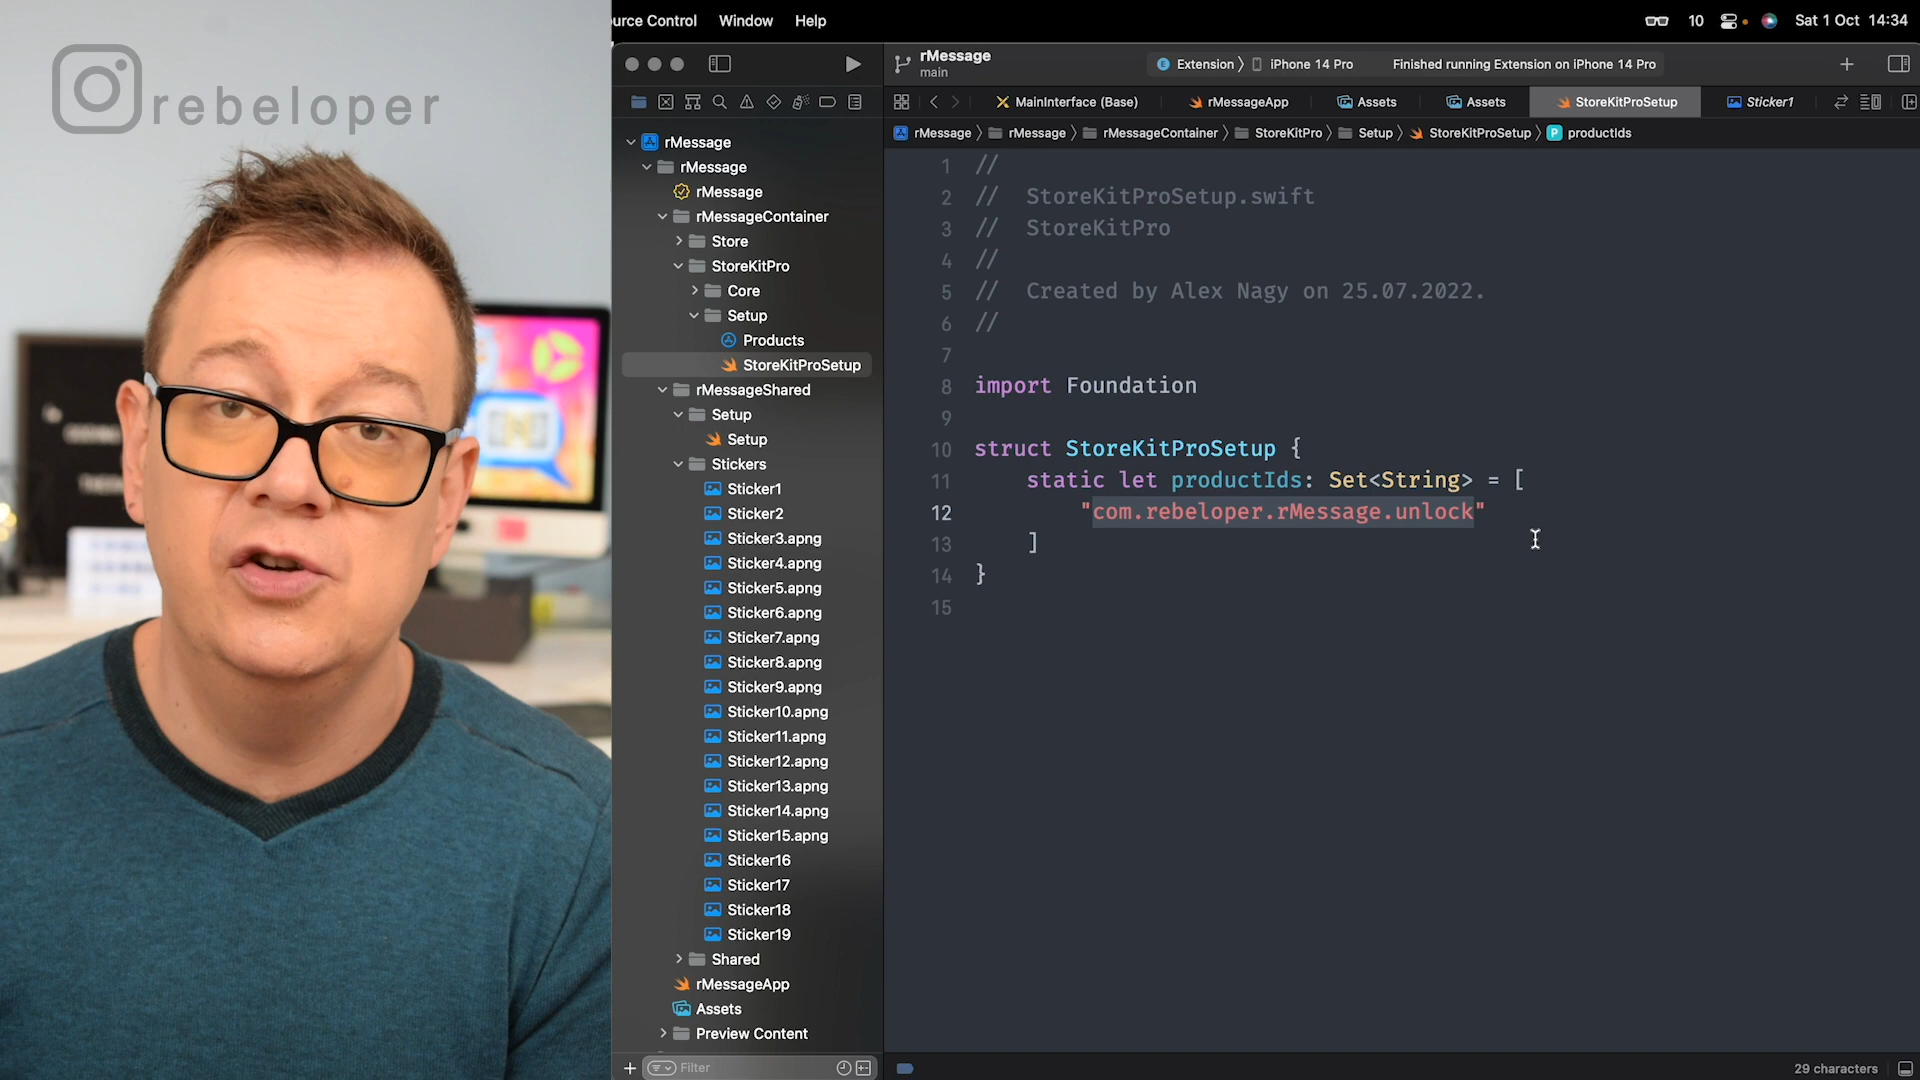 rebeloper
urce Control Window Help
10
Sat 1 Oct 14:34
rMessage
main
Extension 〉 iPhone 14 Pro
Finished running Extension on iPhone 14 Pro
MainInterface (Base)
rMessageApp
Assets
Assets
StoreKitProSetup
Sticker1
rMessage 〉 rMessage 〉 rMessageContainer 〉 StoreKitPro 〉 Setup 〉 StoreKitProSetup 〉 P productIds
rMessage
rMessage
rMessage
rMessageContainer
Store
StoreKitPro
Core
Setup
Products
StoreKitProSetup
rMessageShared
Setup
Setup
Stickers
Sticker1
Sticker2
Sticker3.apng
Sticker4.apng
Sticker5.apng
Sticker6.apng
Sticker7.apng
Sticker8.apng
Sticker9.apng
Sticker10.apng
Sticker11.apng
Sticker12.apng
Sticker13.apng
Sticker14.apng
Sticker15.apng
Sticker16
Sticker17
Sticker18
Sticker19
Shared
rMessageApp
Assets
Preview Content
Filter
1 //
2 // StoreKitProSetup.swift
3 // StoreKitPro
4 //
5 // Created by Alex Nagy on 25.07.2022.
6 //
7
8 import Foundation
9
10 struct StoreKitProSetup {
11 static let productIds: Set<String> = [
12 "com.rebeloper.rMessage.unlock"
13 ]
14 }
15
29 characters